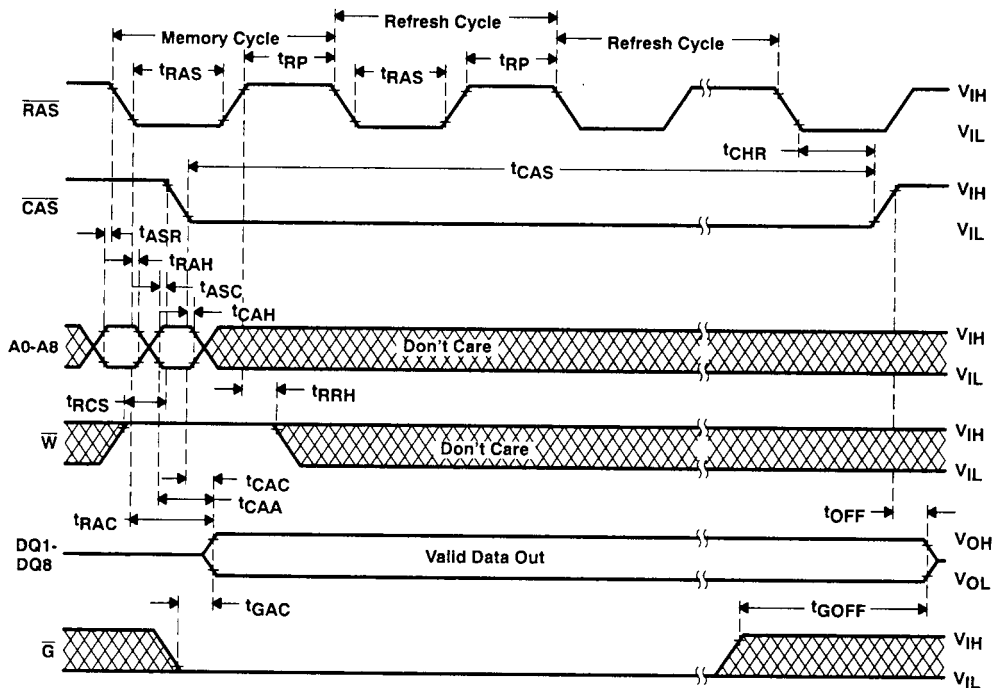 Refresh Cycle
Memory Cycle
Refresh Cycle
tRAS
tRP
tRAS
tRP
RAS
VIH
VIL
tCHR
tCAS
CAS
VIH
VIL
tASR
tRAH
tASC
tCAH
A0-A8
Don't Care
VIH
VIL
tRRH
tRCS
W
Don't Care
VIH
VIL
tCAC
tCAA
tRAC
tOFF
DQ1-
DQ8
Valid Data Out
VOH
VOL
tGAC
tGOFF
G
VIH
VIL